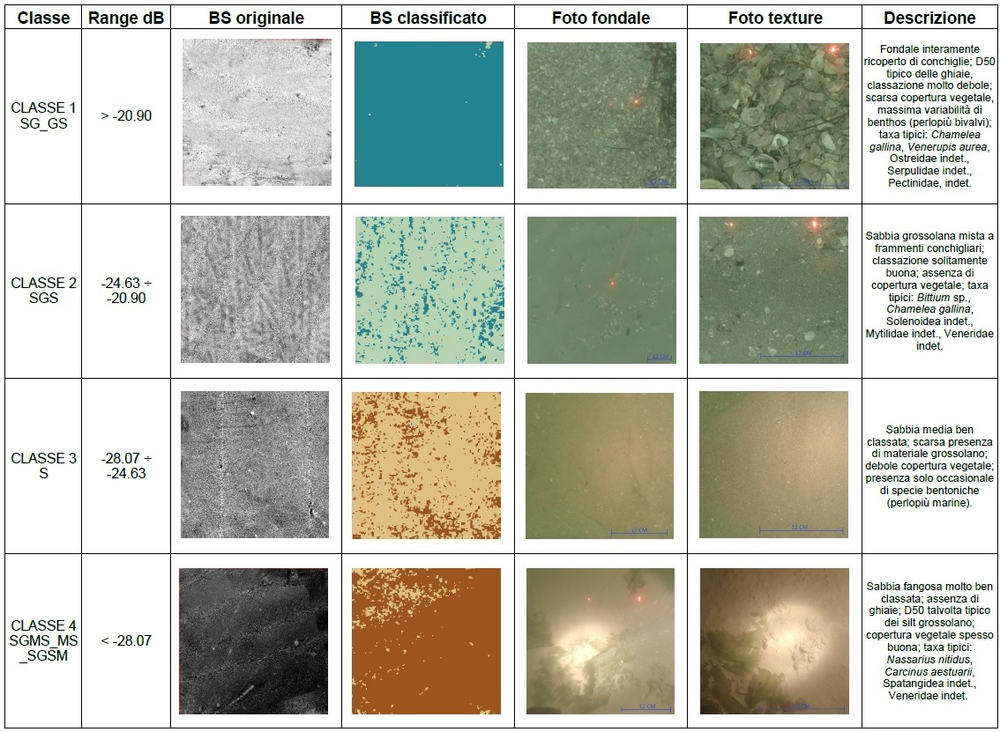 Classe
Range dB
BS originale
BS classificato
Foto fondale
Foto texture
Descrizione
CLASSE 1
SG_GS
> -20.90
12 CM
Fondale interamente
ricoperto di conchiglie; D50
tipico delle ghiaie,
classazione molto debole;
scarsa copertura vegetale,
massima variabilità di
benthos (perlopiù bivalvi);
taxa tipici: Chamelea
gallina, Venerupis aurea,
Ostreidae indet.,
Serpulidae indet.,
Pectinidae, indet.
CLASSE 2
SGS
-24.63 ÷
-20.90
12 CM
12 CM
Sabbia grossolana mista a
frammenti conchigliari;
classazione solitamente
buona; assenza di
copertura vegetale; taxa
tipici: Bittium sp.,
Chamelea gallina,
Solenoidea indet.,
Mytilidae indet., Veneridae
indet.
CLASSE 3
S
-28.07 ÷
-24.63
12 CM
12 CM
Sabbia media ben
classata; scarsa presenza
di materiale grossolano;
debole copertura vegetale;
presenza solo occasionale
di specie bentoniche
(perlopiù marine).
CLASSE 4
SGMS_MS
_SGSM
< -28.07
12 CM
12 CM
Sabbia fangosa molto ben
classata; assenza di
ghiaie; D50 talvolta tipico
dei silt grossolano;
copertura vegetale spesso
buona; taxa tipici:
Nassarius nitidus,
Carcinus aestuarii,
Spatangidea indet.,
Veneridae indet.